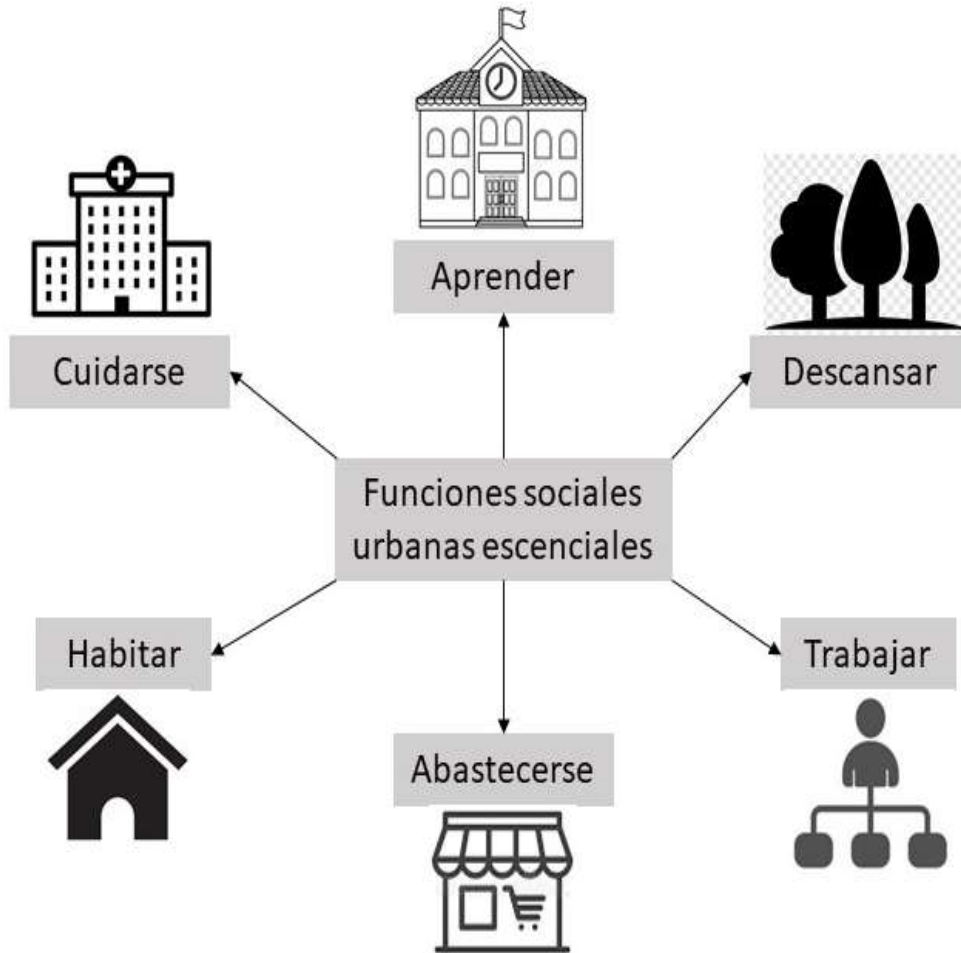 Aprender
Cuidarse
Descansar
Funciones sociales
urbanas escenciales
Habitar
Trabajar
Abastecerse